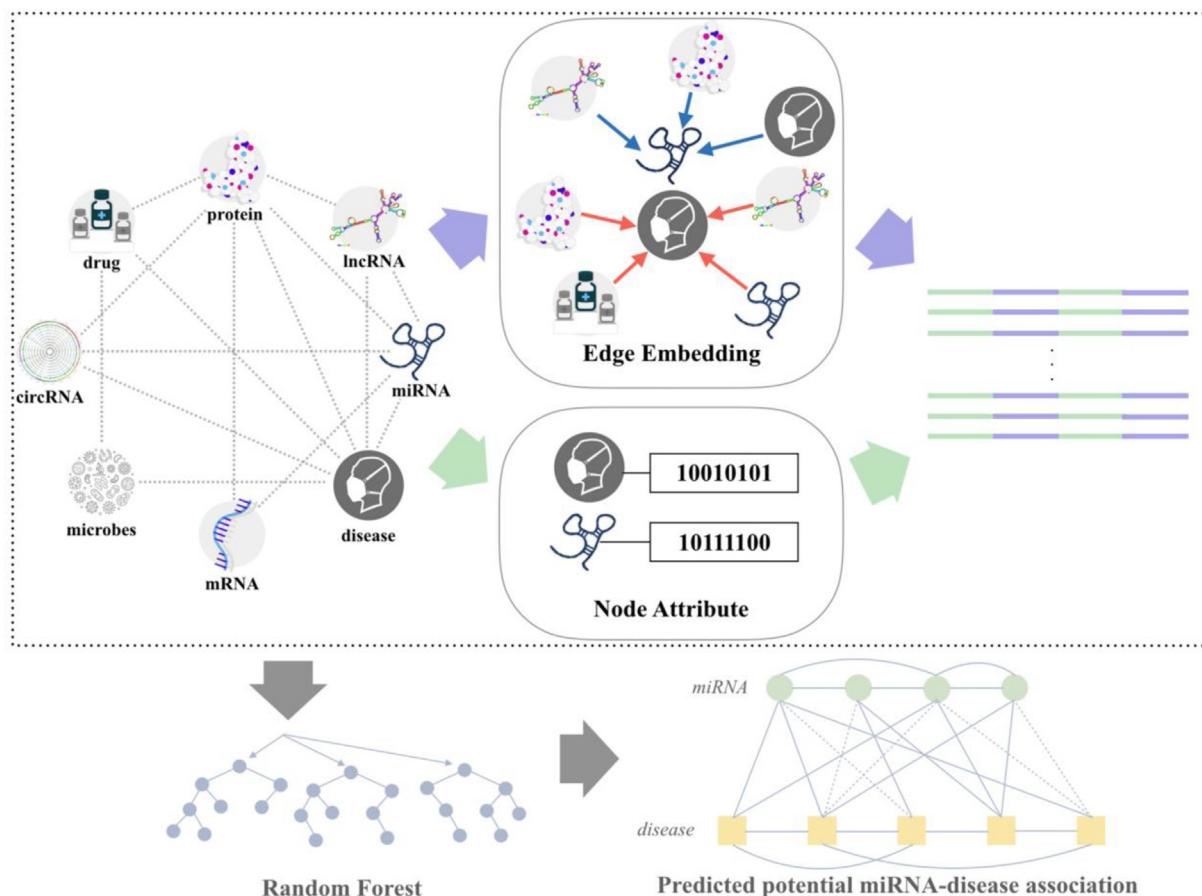 protein
drug
lncRNA
circRNA
miRNA
microbes
disease
mRNA
Edge Embedding
10010101
10111100
Node Attribute
miRNA
disease
Random Forest
Predicted potential miRNA-disease association